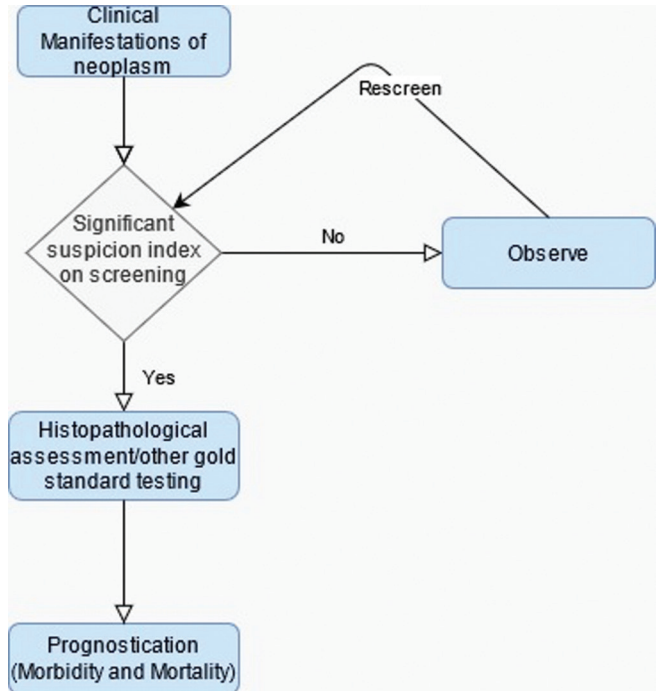 Clinical
Manifestations of
neoplasm
Rescreen
Significant
suspicion index
on screening
No
Observe
Yes
Histopathological
assessment/other gold
standard testing
Prognostication
(Morbidity and Mortality)